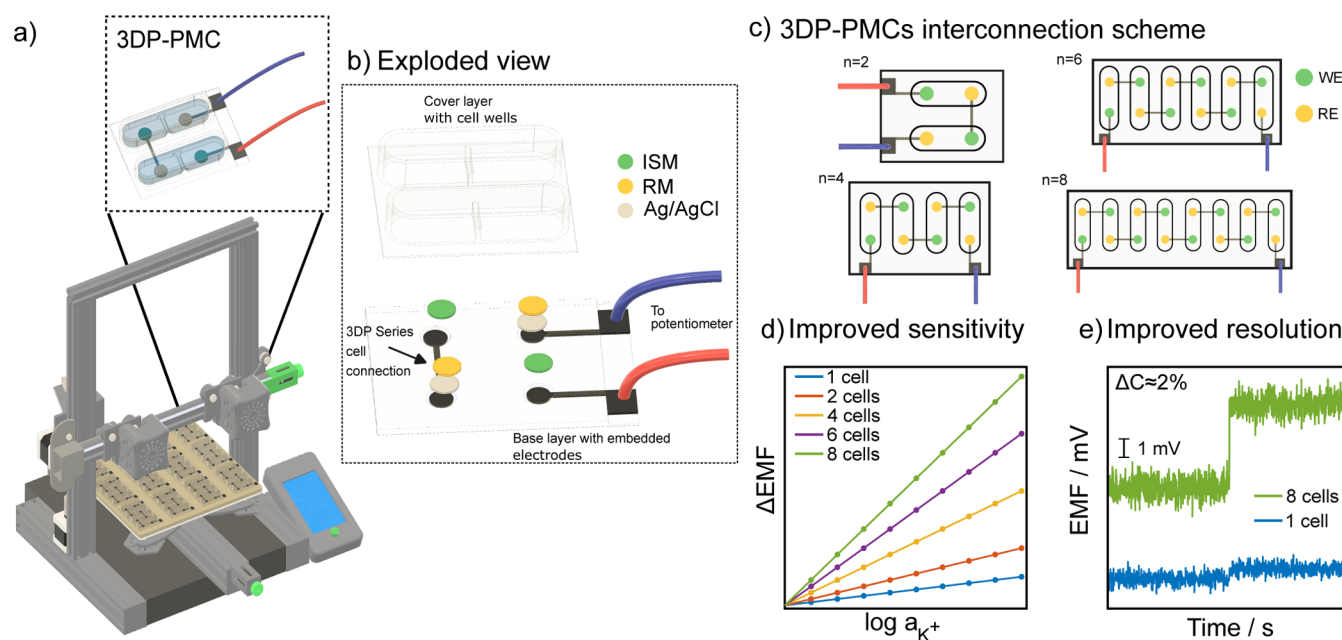 a)
3DP-PMC
b) Exploded view
Cover layer
with cell wells
ISM
RM
Ag/AgCl
3DP Series
cell
connection
To
potentiometer
Base layer with embedded
electrodes
c) 3DP-PMCs interconnection scheme
n=2
n=6
WE
RE
n=4
n=8
d) Improved sensitivity
1 cell
2 cells
4 cells
6 cells
8 cells
ΔEMF
log a_K+
e) Improved resolution
ΔC≈2%
1 mV
8 cells
1 cell
EMF / mV
Time / s